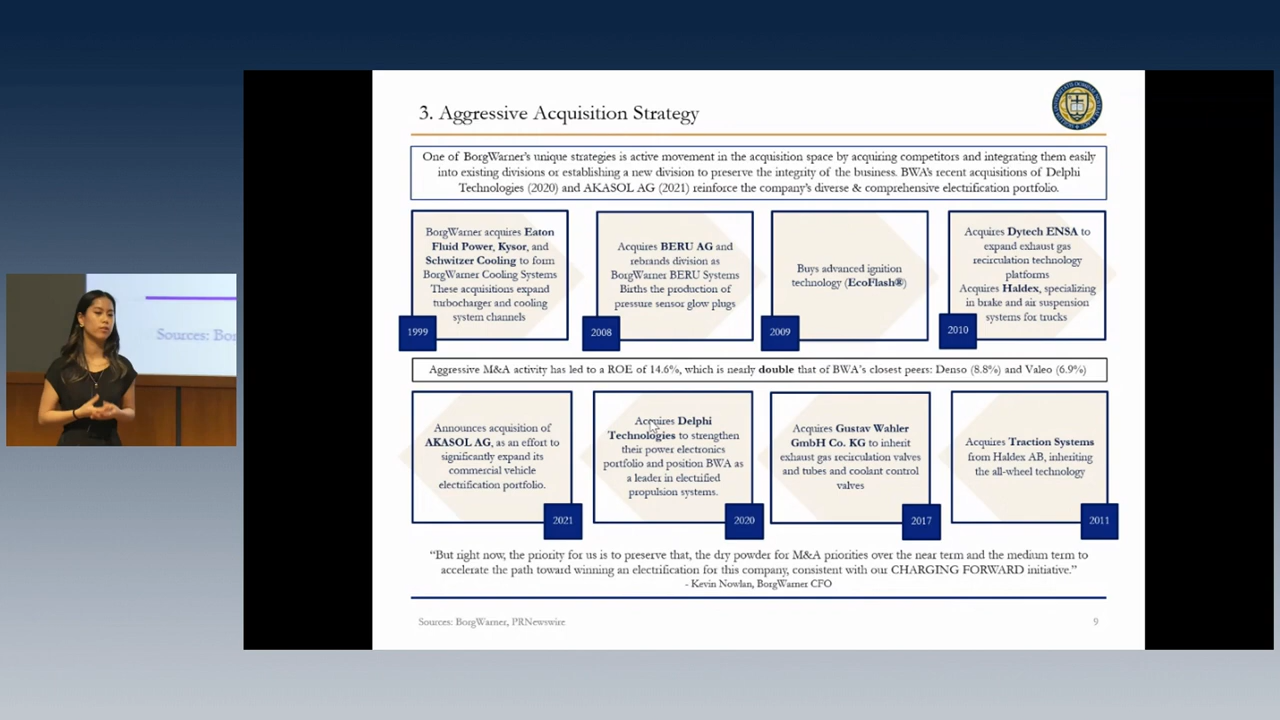 3. Aggressive Acquisition Strategy
One of BorgWarner's unique strategies is active movement in the acquisition space by acquiring competitors and integrating them easily
into existing divisions or establishing a new division to preserve the integrity of the business. BWA's recent acquisitions of Delphi
Technologies (2020) and AKASOL AG (2021) reinforce the company's diverse & comprehensive electrification portfolio.
BorgWarner acquires Eaton
Fluid Power, Kysor, and
Schwitzer Cooling to form
BorgWarner Cooling Systems
These acquisitions expand
turbocharger and cooling
system channels
1999
Acquires BERU AG and
rebrands division as
BorgWarner BERU Systems
Births the production of
pressure sensor glow plugs
2008
Buys advanced ignition
technology (EcoFlash®)
2009
Acquires Dytech ENSA to
expand exhaust gas
recirculation technology
platforms
Acquires Haldex, specializing
in brake and air suspension
systems for trucks
2010
Aggressive M&A activity has led to a ROE of 14.6%, which is nearly double that of BWA's closest peers: Denso (8.8%) and Valeo (6.9%)
Announces acquisition of
AKASOL AG, as an effort to
significantly expand its
commercial vehicle
electrification portfolio.
2021
Acquires Delphi
Technologies to strengthen
their power electronics
portfolio and position BWA as
a leader in electrified
propulsion systems.
2020
Acquires Gustav Wahler
GmbH Co. KG to inherit
exhaust gas recirculation valves
and tubes and coolant control
valves
2017
Acquires Traction Systems
from Haldex AB, inheriting
the all-wheel technology
2011
"But right now, the priority for us is to preserve that, the dry powder for M&A priorities over the near term and the medium term to
accelerate the path toward winning an electrification for this company, consistent with our CHARGING FORWARD initiative."
- Kevin Nowlan, BorgWarner CFO
Sources: BorgWarner, PRNewswire
9
Sources: Bor